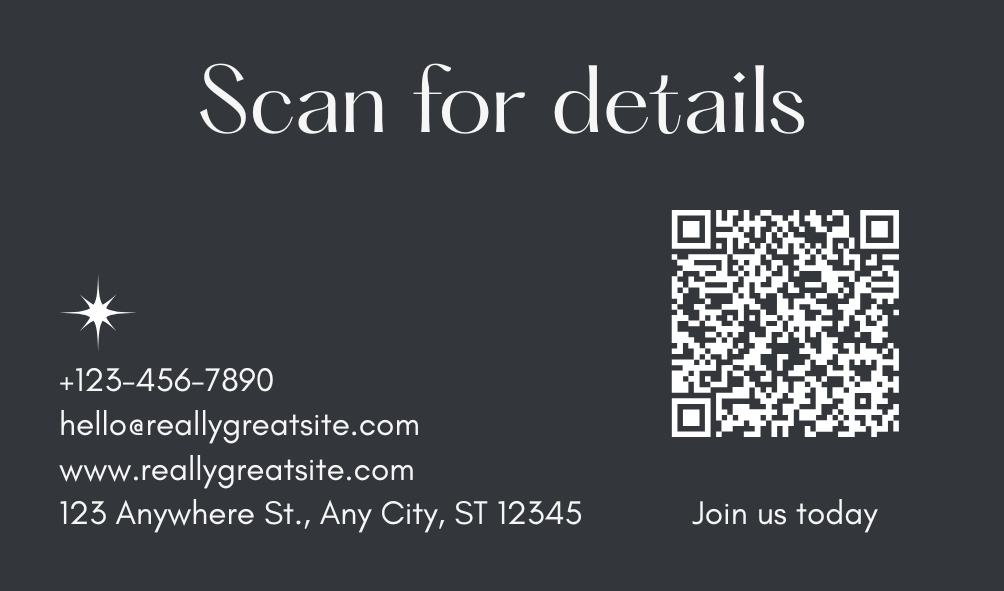 Scan for details
+123-456-7890
hello@reallygreatsite.com
www.reallygreatsite.com
123 Anywhere St., Any City, ST 12345
Join us today